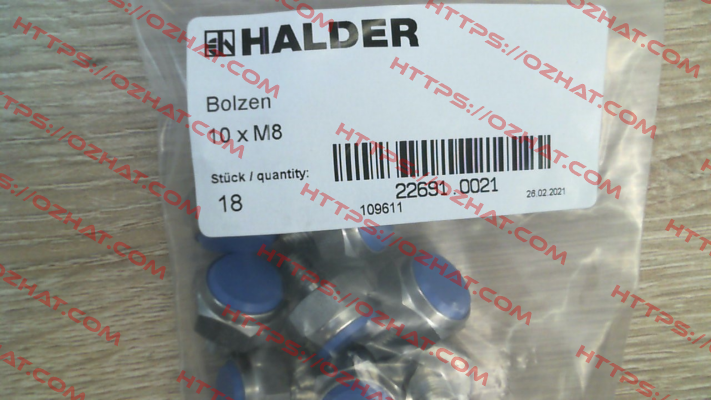 HALDER
Bolzen
10 x M8
Stück / quantity:
18
22691 0021
109611
26.02.2021
HTTPS://OZHAT.COM